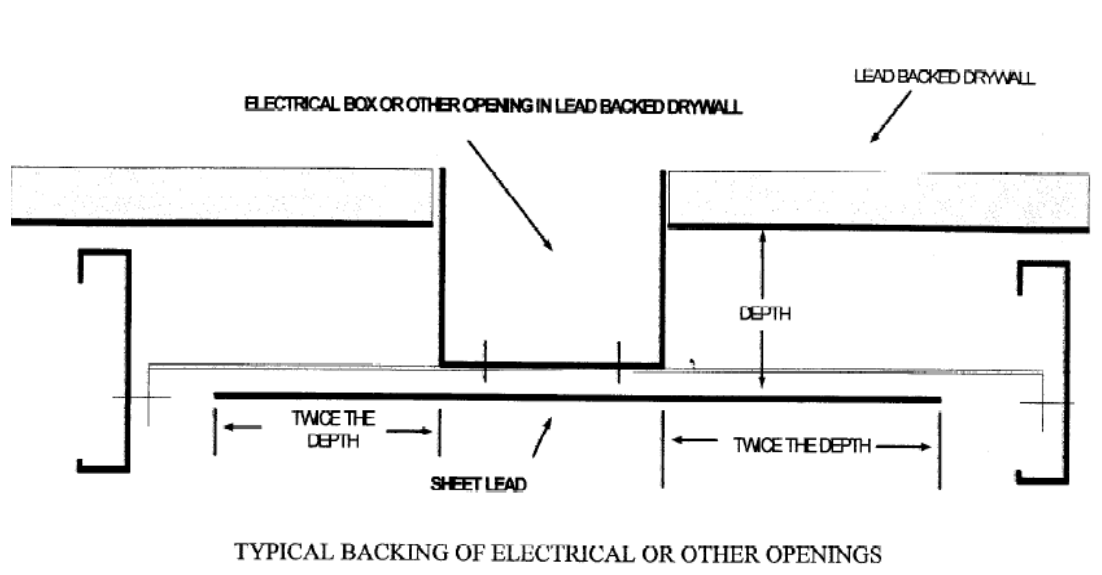 LEAD BACKED DRYWALL
ELECTRICAL BOX OR OTHER OPENING IN LEAD BACKED DRYWALL
DEPTH
TWICE THE
DEPTH
TWICE THE DEPTH
SHEET LEAD
TYPICAL BACKING OF ELECTRICAL OR OTHER OPENINGS